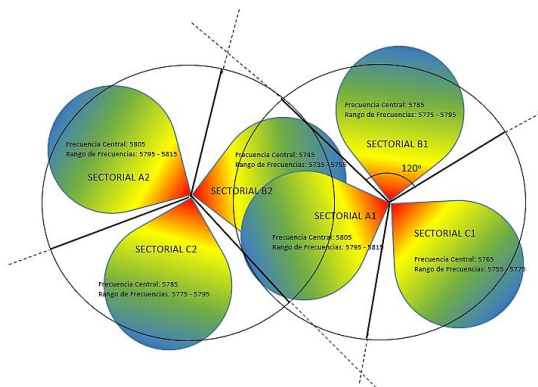 Frecuencia Central: 5785
Rango de Frecuencias: 5775 - 5795
SECTORIAL B1
120º
Frecuencia Central: 5805
Rango de Frecuencias: 5795 - 5815
SECTORIAL A2
Frecuencia Central: 5745
Rango de Frecuencias: 5735 - 5755
SECTORIAL B2
SECTORIAL A1
Frecuencia Central: 5805
Rango de Frecuencias: 5795 - 5815
SECTORIAL C1
Frecuencia Central: 5765
Rango de Frecuencias: 5755 - 5775
SECTORIAL C2
Frecuencia Central: 5785
Rango de Frecuencias: 5775 - 5795